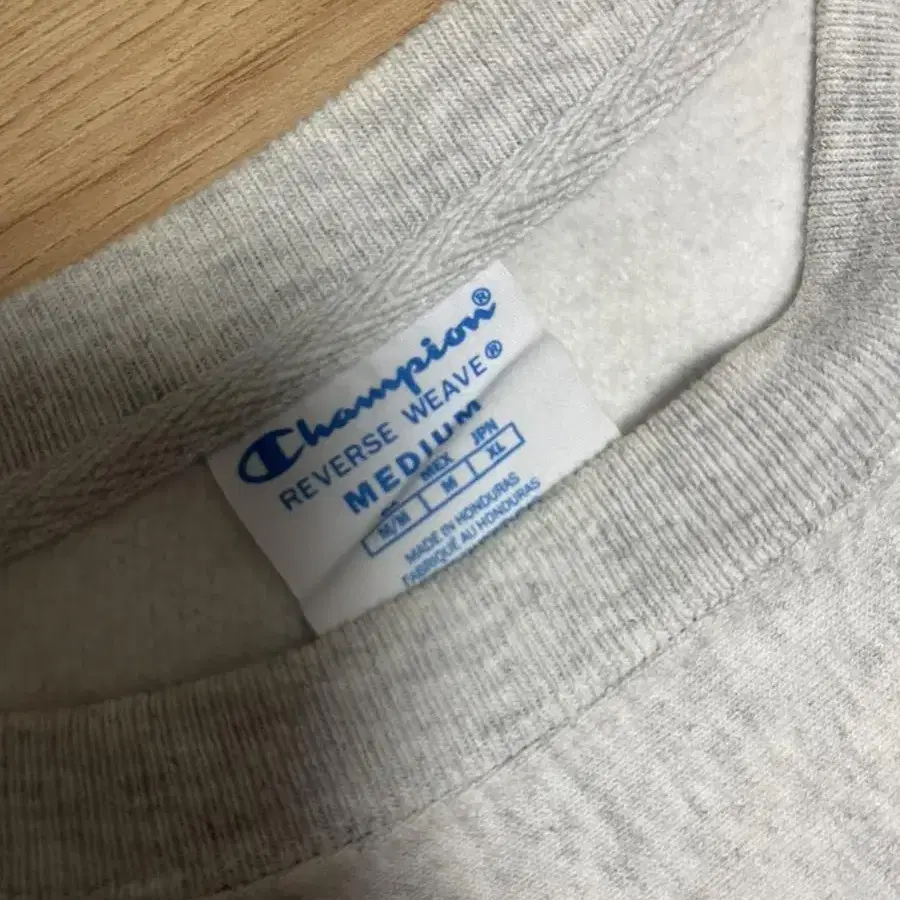 Champion®
REVERSE WEAVE®
MEDIUM
MEX JPN
M/M M XL
MADE IN HONDURAS
FABRIQUÉ AU HONDURAS